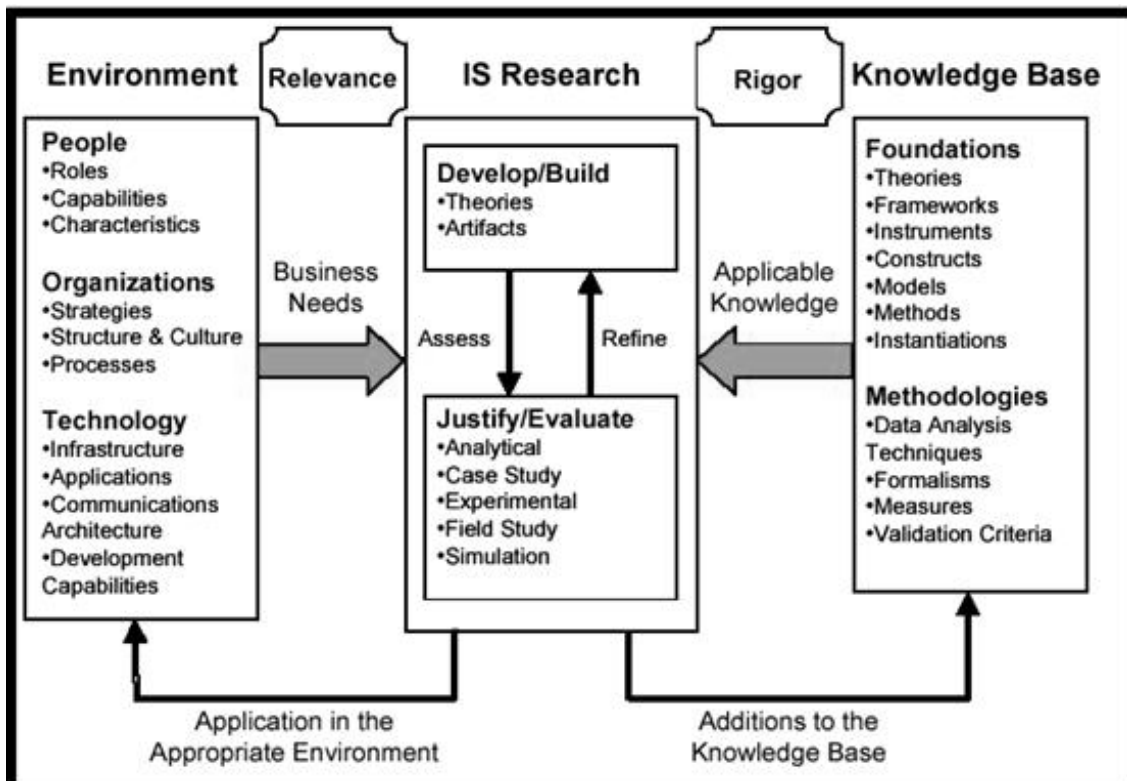 Environment
Relevance
IS Research
Rigor
Knowledge Base
People
•Roles
•Capabilities
•Characteristics
Organizations
•Strategies
•Structure & Culture
•Processes
Technology
•Infrastructure
•Applications
•Communications
Architecture
•Development
Capabilities
Business
Needs
Develop/Build
•Theories
•Artifacts
Assess
Refine
Justify/Evaluate
•Analytical
•Case Study
•Experimental
•Field Study
•Simulation
Applicable
Knowledge
Foundations
•Theories
•Frameworks
•Instruments
•Constructs
•Models
•Methods
•Instantiations
Methodologies
•Data Analysis
Techniques
•Formalisms
•Measures
•Validation Criteria
Application in the
Appropriate Environment
Additions to the
Knowledge Base